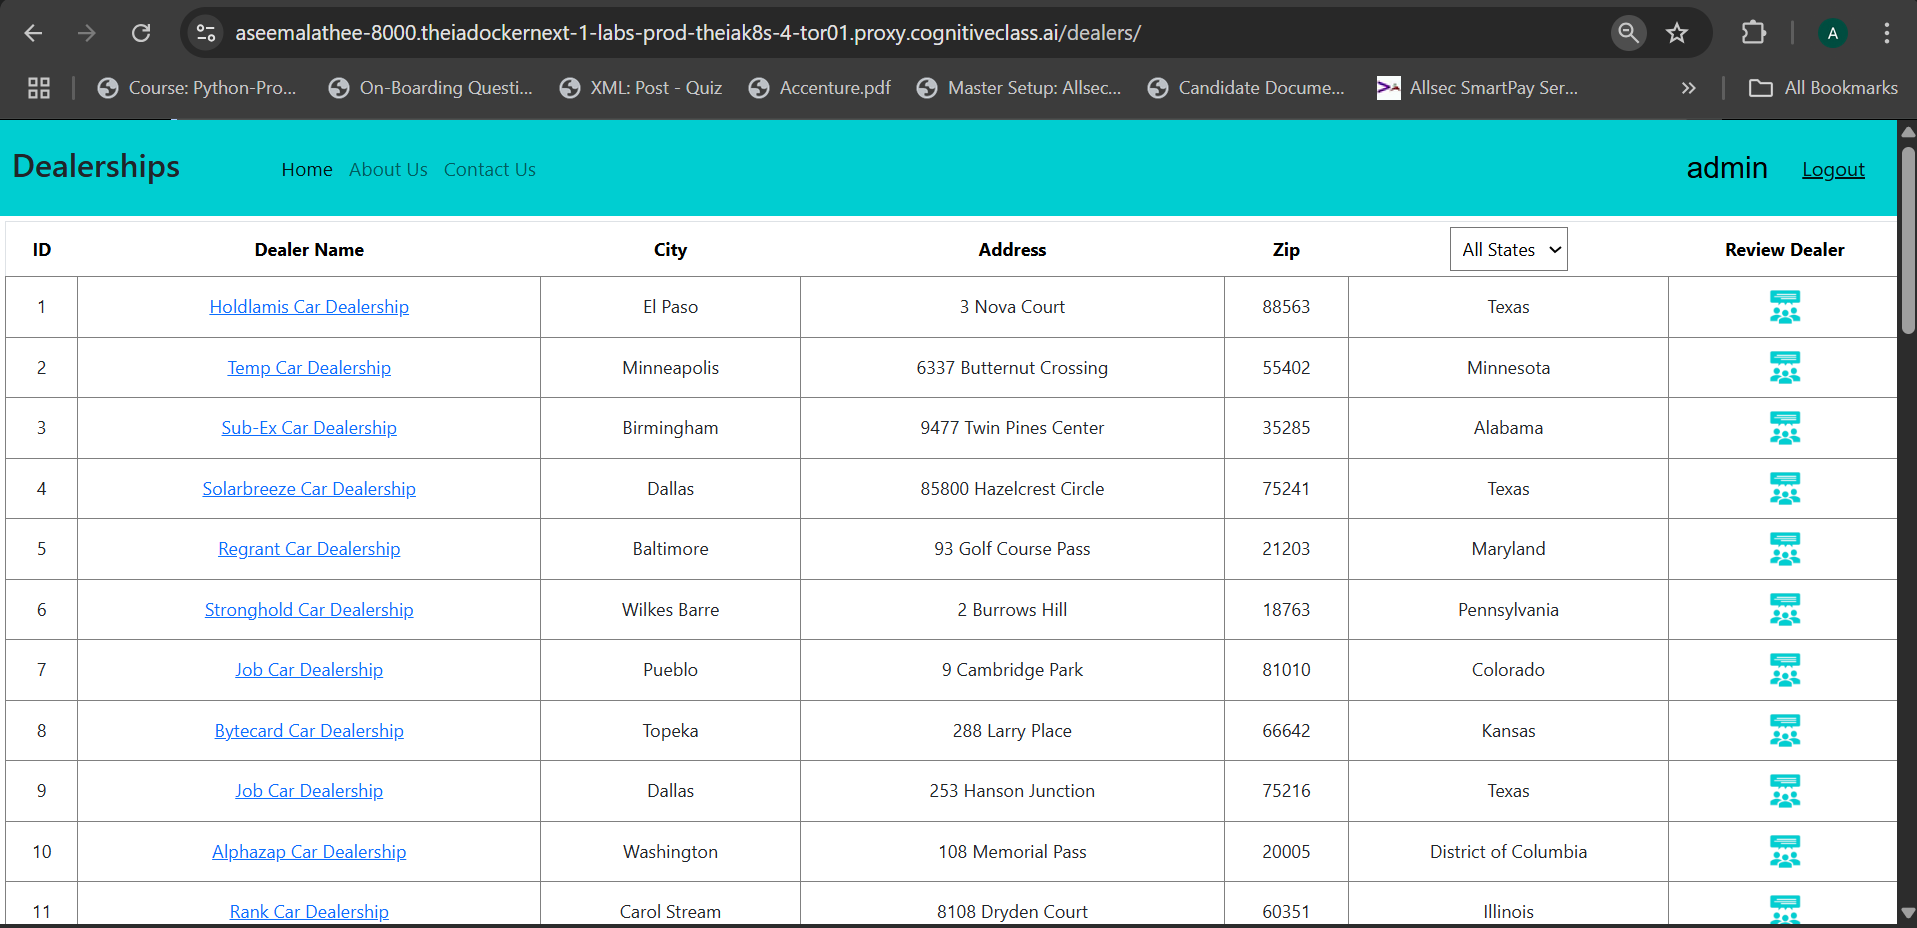 aseemalathee-8000.theiadockernext-1-labs-prod-theiak8s-4-tor01.proxy.cognitiveclass.ai/dealers/
A
Course: Python-Pro... On-Boarding Questi... XML: Post - Quiz Accenture.pdf Master Setup: Allsec... Candidate Docume... Allsec SmartPay Ser... » All Bookmarks
Dealerships Home About Us Contact Us admin Logout
ID Dealer Name City Address Zip All States Review Dealer
1 Holdlamis Car Dealership El Paso 3 Nova Court 88563 Texas
2 Temp Car Dealership Minneapolis 6337 Butternut Crossing 55402 Minnesota
3 Sub-Ex Car Dealership Birmingham 9477 Twin Pines Center 35285 Alabama
4 Solarbreeze Car Dealership Dallas 85800 Hazelcrest Circle 75241 Texas
5 Regrant Car Dealership Baltimore 93 Golf Course Pass 21203 Maryland
6 Stronghold Car Dealership Wilkes Barre 2 Burrows Hill 18763 Pennsylvania
7 Job Car Dealership Pueblo 9 Cambridge Park 81010 Colorado
8 Bytecard Car Dealership Topeka 288 Larry Place 66642 Kansas
9 Job Car Dealership Dallas 253 Hanson Junction 75216 Texas
10 Alphazap Car Dealership Washington 108 Memorial Pass 20005 District of Columbia
11 Rank Car Dealership Carol Stream 8108 Dryden Court 60351 Illinois